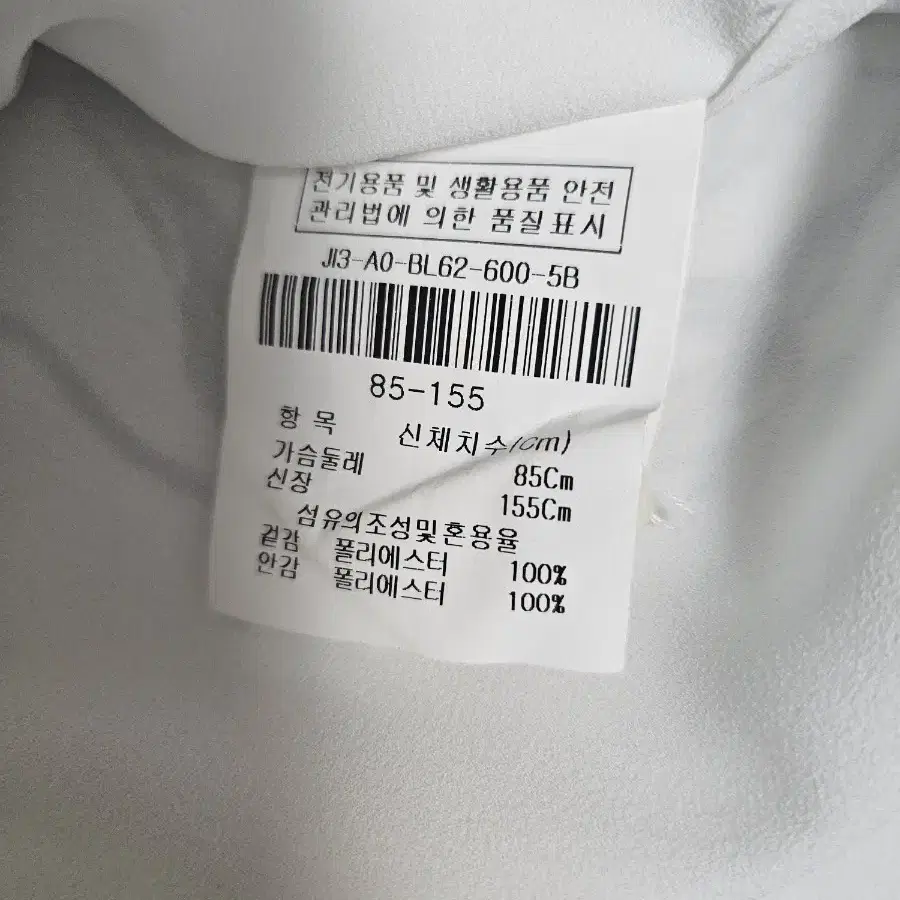 전기용품 및 생활용품 안전
관리법에 의한 품질표시
JI3-A0-BL62-600-5B
85-155
항 목 신체치수(cm)
가슴둘레 85Cm
신장 155Cm
섬유의조성및혼용율
겉감 폴리에스터 100%
안감 폴리에스터 100%